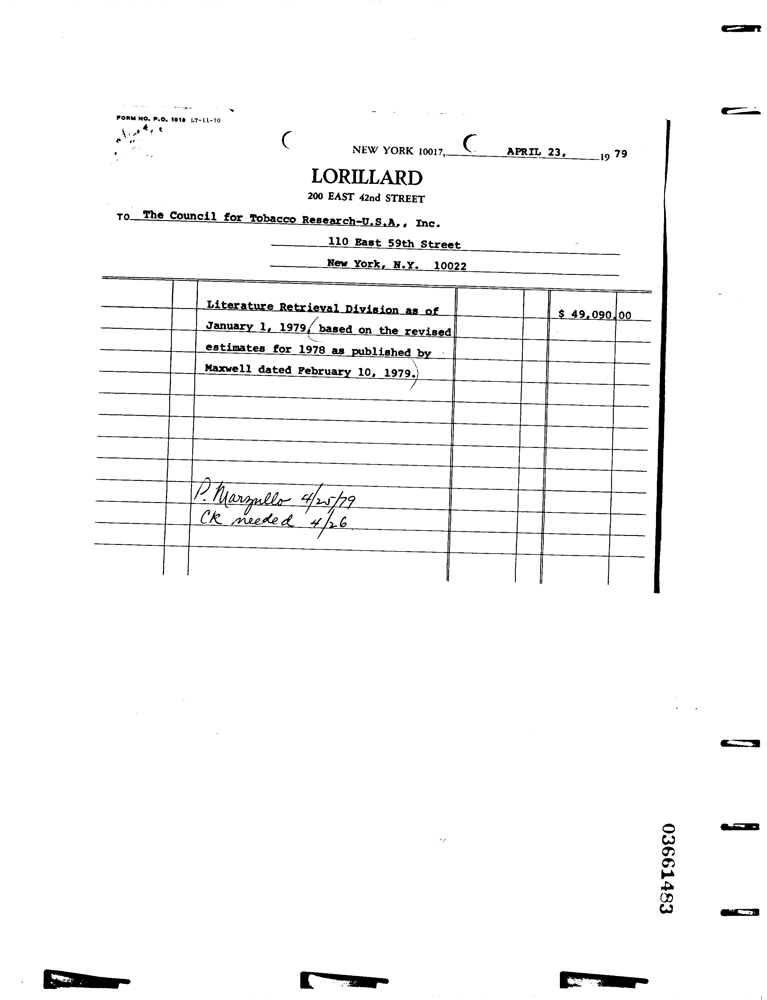 FORM NO. P.O. 1018 L7-11-70
NEW YORK 10017, APRIL 23, 19 79
LORILLARD
200 EAST 42nd STREET
TO The Council for Tobacco Research-U.S.A., Inc.
110 East 59th Street
New York, N.Y. 10022
Literature Retrieval Division as of $ 49,090.00
January 1, 1979 (based on the revised
estimates for 1978 as published by
Maxwell dated February 10, 1979.)
P. Marzullo 4/25/79
CK needed 4/26
03661483